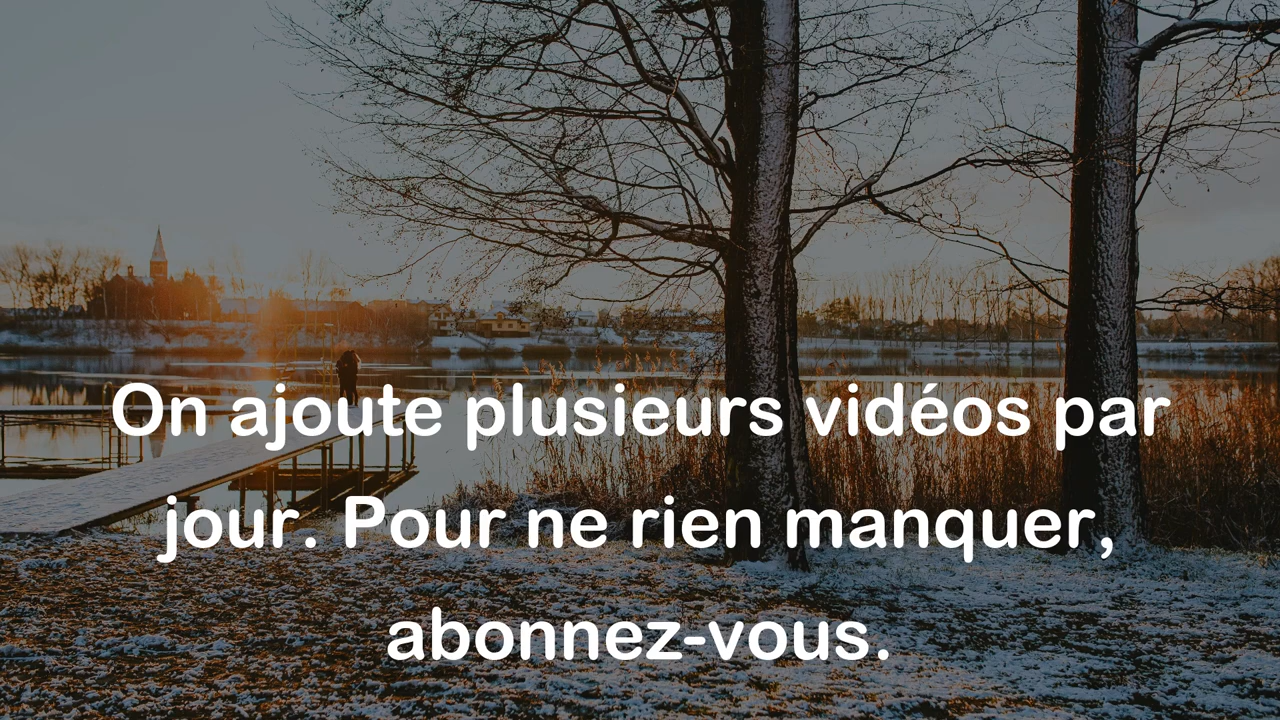 On ajoute plusieurs vidéos par
jour. Pour ne rien manquer,
abonnez-vous.